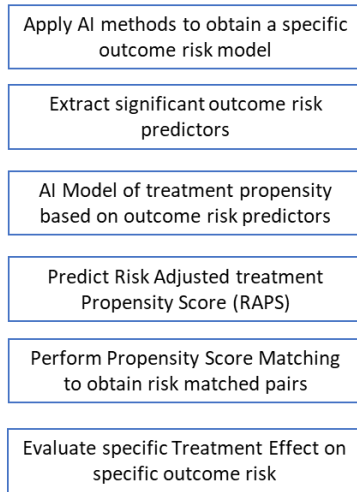 Apply AI methods to obtain a specific
outcome risk model
Extract significant outcome risk
predictors
AI Model of treatment propensity
based on outcome risk predictors
Predict Risk Adjusted treatment
Propensity Score (RAPS)
Perform Propensity Score Matching
to obtain risk matched pairs
Evaluate specific Treatment Effect on
specific outcome risk